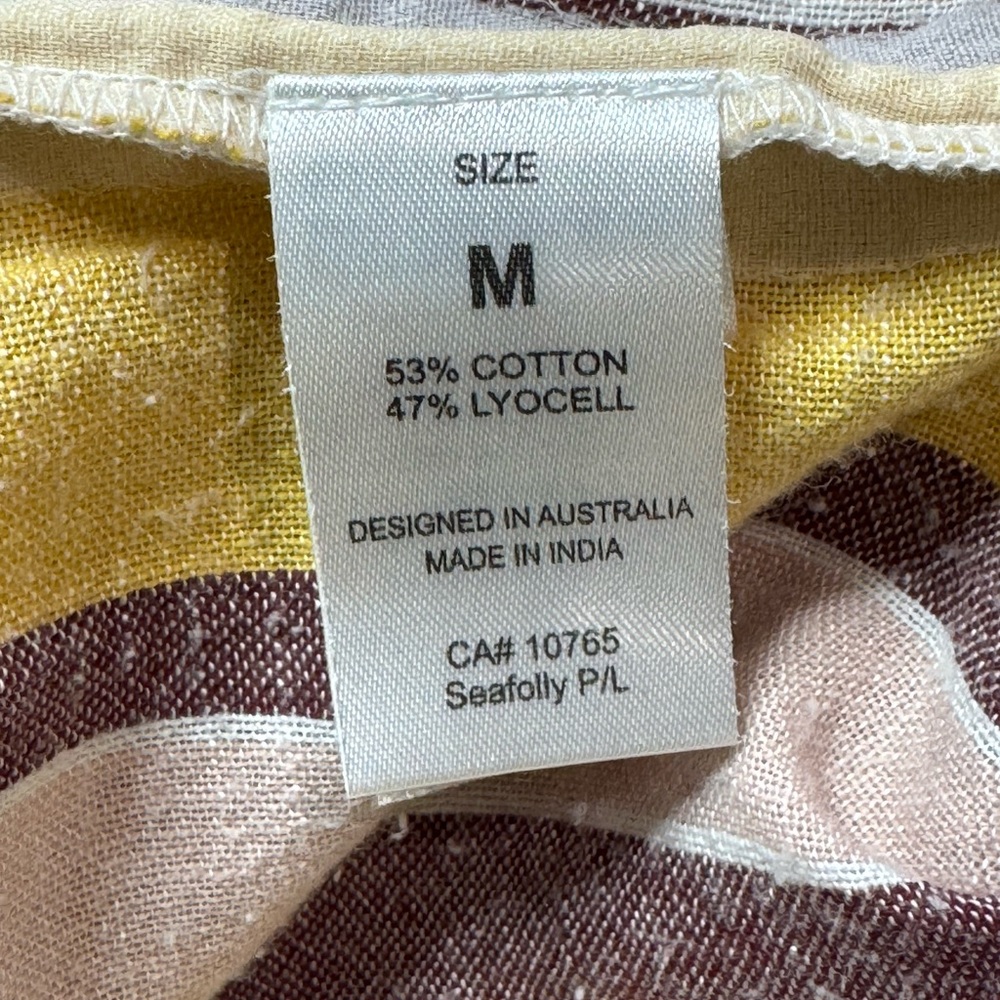 SIZE
M
53% COTTON
47% LYOCELL
DESIGNED IN AUSTRALIA
MADE IN INDIA
CA# 10765
Seafolly P/L